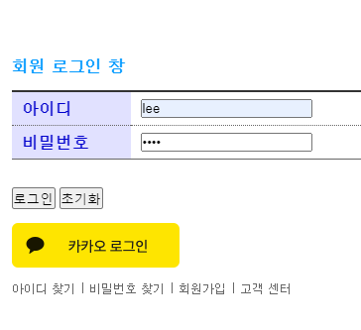 회원 로그인 창
아이디 lee
비밀번호 ••••
로그인 초기화
카카오 로그인
아이디 찾기 | 비밀번호 찾기 | 회원가입 | 고객 센터